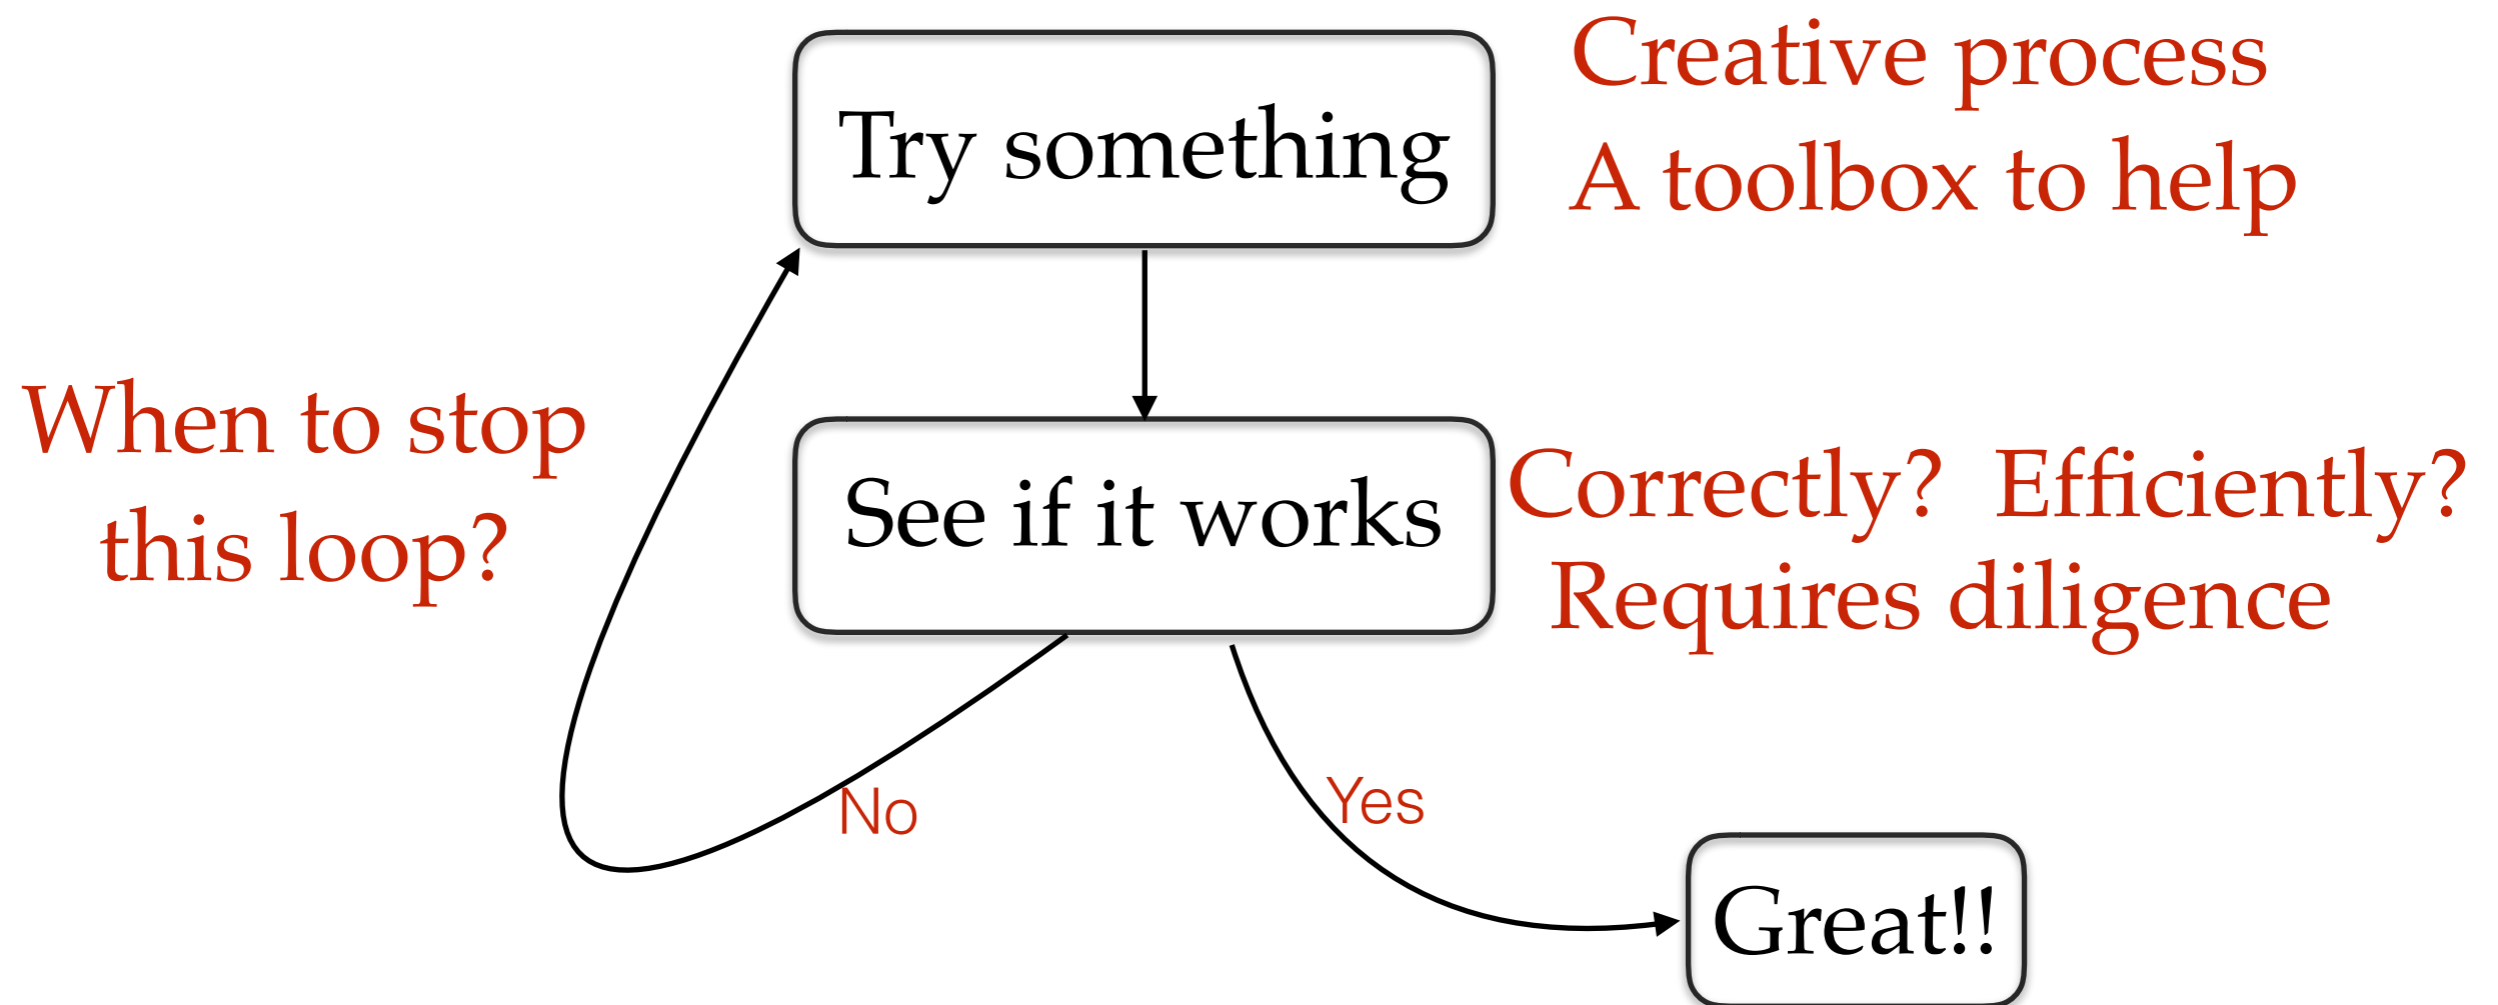 Creative process
Try something
A toolbox to help
When to stop
this loop?
See if it works
Correctly? Efficiently?
Requires diligence
No
Yes
Great!!